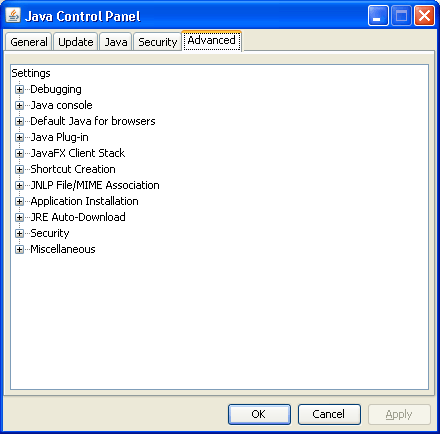 Java Control Panel
General Update Java Security Advanced
Settings
Debugging
Java console
Default Java for browsers
Java Plug-in
JavaFX Client Stack
Shortcut Creation
JNLP File/MIME Association
Application Installation
JRE Auto-Download
Security
Miscellaneous
OK Cancel Apply